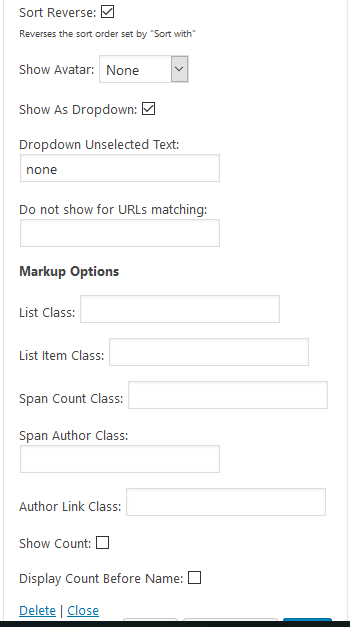 Sort Reverse:
Reverses the sort order set by "Sort with"
Show Avatar: None
Show As Dropdown:
Dropdown Unselected Text:
none
Do not show for URLs matching:
Markup Options
List Class:
List Item Class:
Span Count Class:
Span Author Class:
Author Link Class:
Show Count:
Display Count Before Name:
Delete | Close